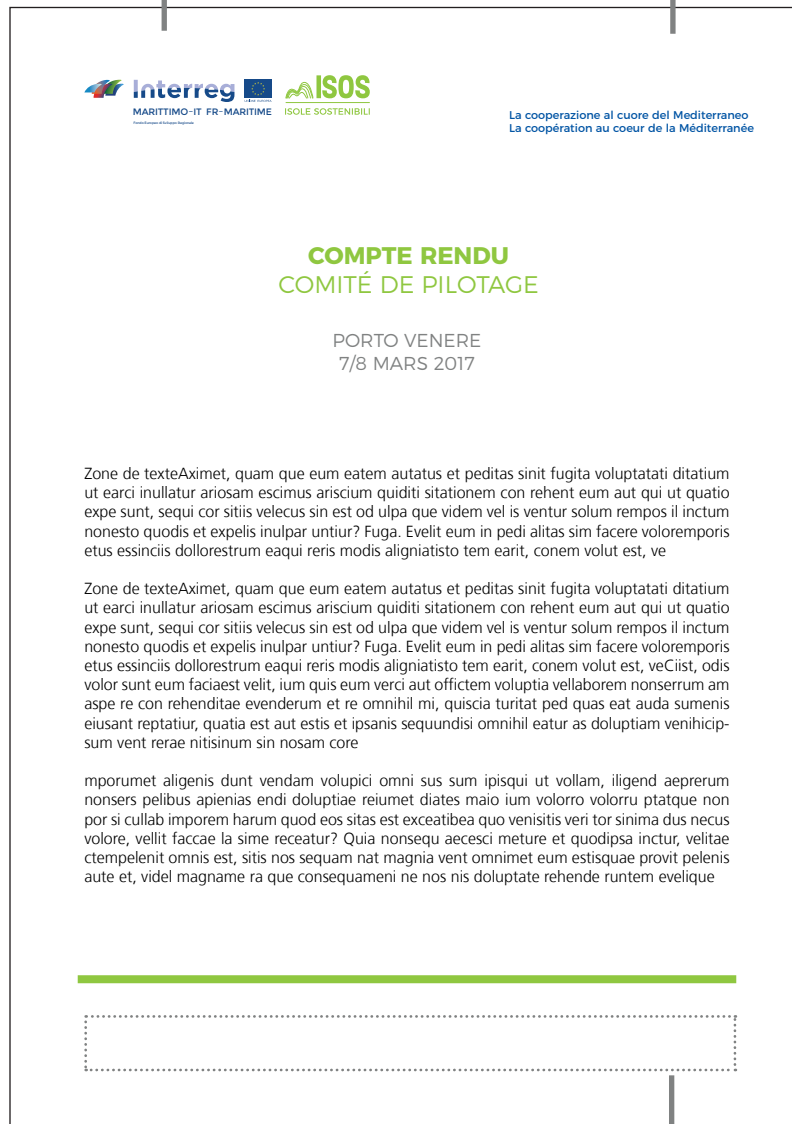 Interreg
UNIONE EUROPEA
MARITTIMO-IT FR-MARITIME
Fondo Europeo di Sviluppo Regionale
ISOS
ISOLE SOSTENIBILI
La cooperazione al cuore del Mediterraneo
La coopération au coeur de la Méditerranée
COMPTE RENDU
COMITÉ DE PILOTAGE
PORTO VENERE
7/8 MARS 2017
Zone de texteAximet, quam que eum eatem autatus et peditas sinit fugita voluptatati ditatium
ut earci inullatur ariosam escimus ariscium quiditi sitationem con rehent eum aut qui ut quatio
expe sunt, sequi cor sitiis velecus sin est od ulpa que videm vel is ventur solum rempos il inctum
nonesto quodis et expelis inulpar untiur? Fuga. Evelit eum in pedi alitas sim facere voloremporis
etus essinciis dollorestrum eaqui reris modis aligniatisto tem earit, conem volut est, ve
Zone de texteAximet, quam que eum eatem autatus et peditas sinit fugita voluptatati ditatium
ut earci inullatur ariosam escimus ariscium quiditi sitationem con rehent eum aut qui ut quatio
expe sunt, sequi cor sitiis velecus sin est od ulpa que videm vel is ventur solum rempos il inctum
nonesto quodis et expelis inulpar untiur? Fuga. Evelit eum in pedi alitas sim facere voloremporis
etus essinciis dollorestrum eaqui reris modis aligniatisto tem earit, conem volut est, veCiist, odis
volor sunt eum faciaest velit, ium quis eum verci aut offictem voluptia vellaborem nonserrum am
aspe re con rehenditae evenderum et re omnihil mi, quiscia turitat ped quas eat auda sumenis
eiusant reptatiur, quatia est aut estis et ipsanis sequundisi omnihil eatur as doluptiam venihicip-
sum vent rerae nitisinum sin nosam core
mporumet aligenis dunt vendam volupici omni sus sum ipisqui ut vollam, iligend aeprerum
nonsers pelibus apienias endi doluptiae reiumet diates maio ium volorro volorru ptatque non
por si cullab imporem harum quod eos sitas est exceatibea quo venisitis veri tor sinima dus necus
volore, vellit faccae la sime receatur? Quia nonsequ aecesci meture et quodipsa inctur, velitae
ctempelenit omnis est, sitis nos sequam nat magnia vent omnimet eum estisquae provit pelenis
aute et, videl magname ra que consequameni ne nos nis doluptate rehende runtem evelique